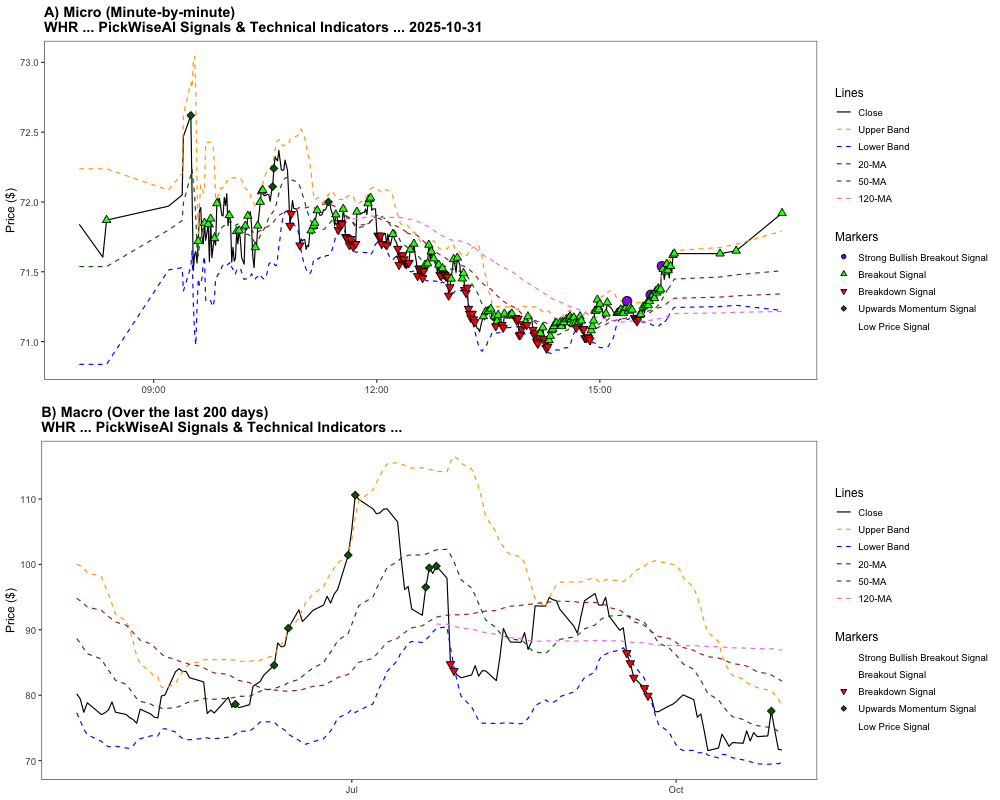 A) Micro (Minute-by-minute)
WHR ... PickWiseAI Signals & Technical Indicators ... 2025-10-31
Price ($)
73.0
72.5
72.0
71.5
71.0
09:00
12:00
15:00
Lines
Close
Upper Band
Lower Band
20-MA
50-MA
120-MA
Markers
Strong Bullish Breakout Signal
Breakout Signal
Breakdown Signal
Upwards Momentum Signal
Low Price Signal
B) Macro (Over the last 200 days)
WHR ... PickWiseAI Signals & Technical Indicators ...
Price ($)
110
100
90
80
70
Jul
Oct
Lines
Close
Upper Band
Lower Band
20-MA
50-MA
120-MA
Markers
Strong Bullish Breakout Signal
Breakout Signal
Breakdown Signal
Upwards Momentum Signal
Low Price Signal